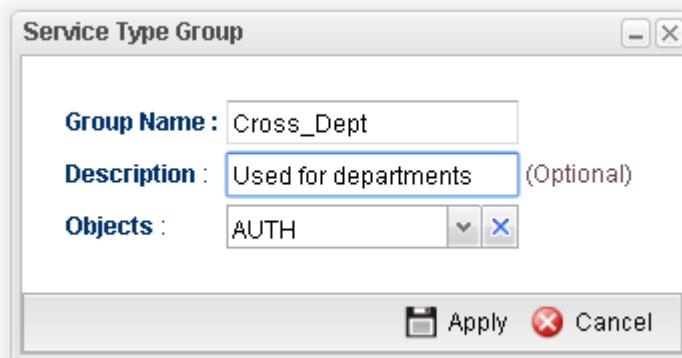 Service Type Group
Group Name : Cross_Dept
Description : Used for departments (Optional)
Objects : AUTH
Apply Cancel